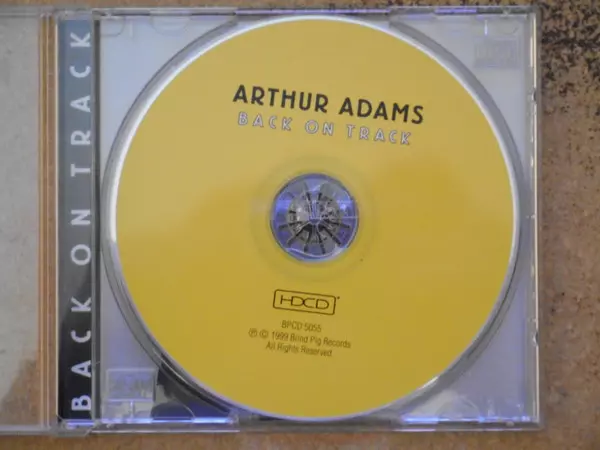 BACK ON TRACK
ARTHUR ADAMS
BACK ON TRACK
HDCD
BPCD 5055
℗ © 1999 Blind Pig Records
All Rights Reserved